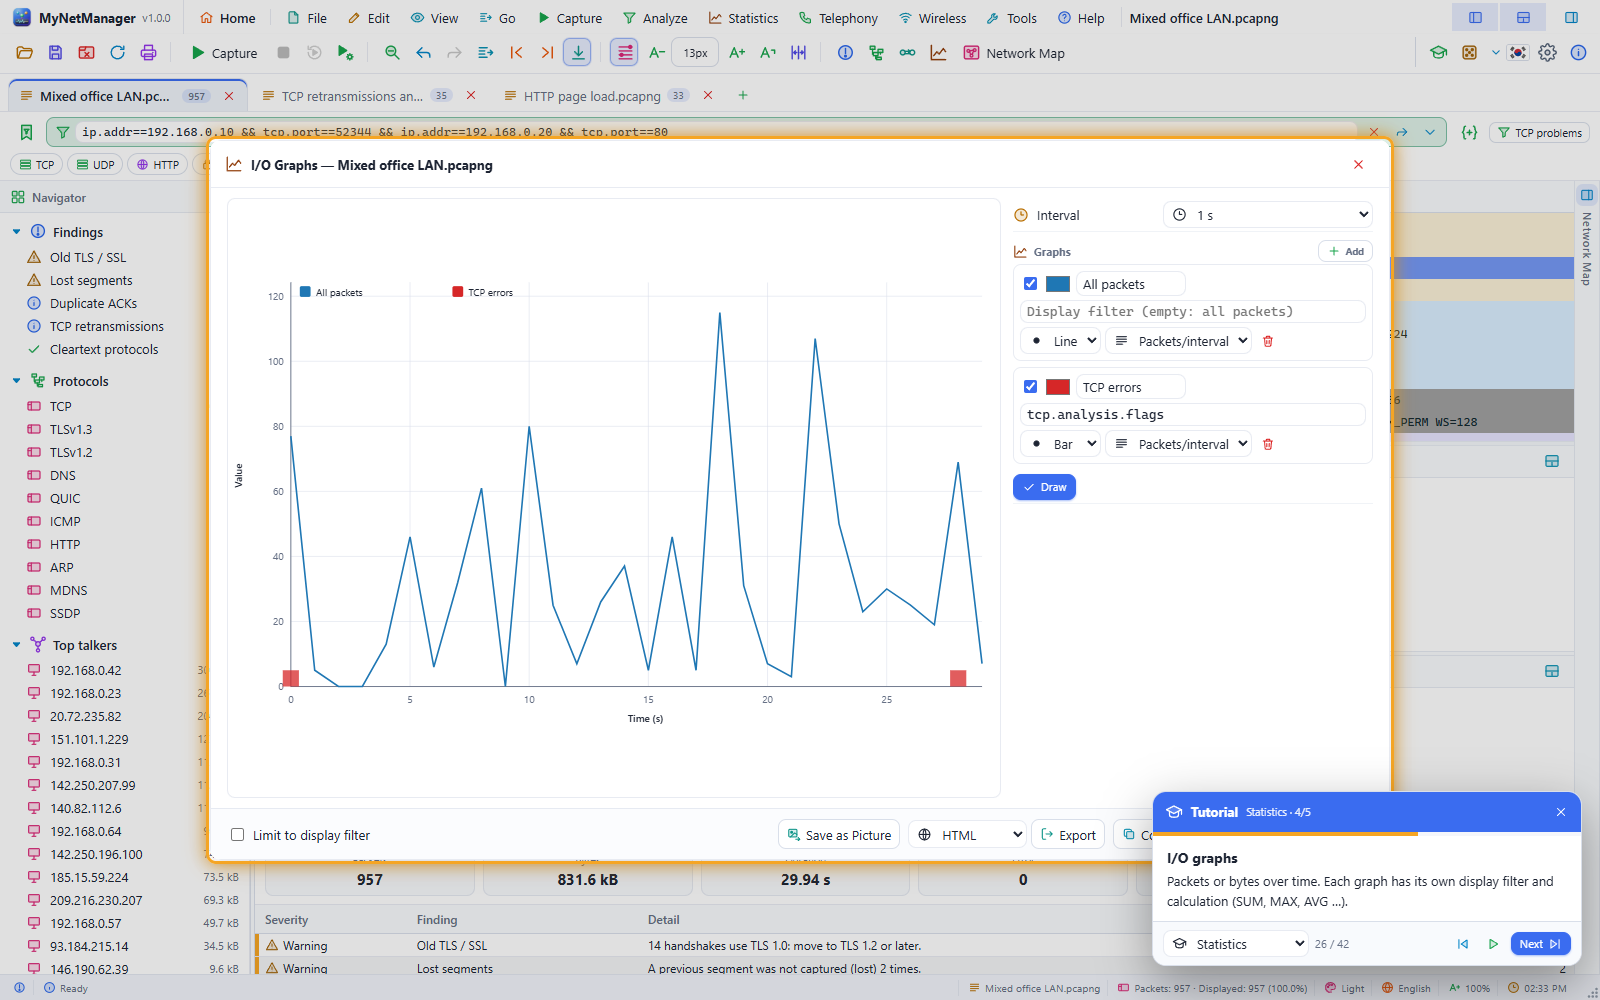 MyNetManager v1.0.0 Home File Edit View Go Capture Analyze Statistics Telephony Wireless Tools Help Mixed office LAN.pcapng
Capture A− 13px A+ Network Map
Mixed office LAN.pc... 957 TCP retransmissions an... 35 HTTP page load.pcapng 33
ip.addr==192.168.0.10 && tcp.port==52344 && ip.addr==192.168.0.20 && tcp.port==80 TCP problems
TCP UDP HTTP
I/O Graphs — Mixed office LAN.pcapng
Navigator
Findings
Old TLS / SSL
Lost segments
Duplicate ACKs
TCP retransmissions
Cleartext protocols
Protocols
TCP
TLSv1.3
TLSv1.2
DNS
QUIC
ICMP
HTTP
ARP
MDNS
SSDP
Top talkers
192.168.0.42
192.168.0.23
20.72.235.82
151.101.1.229
192.168.0.31
142.250.207.99
140.82.112.6
192.168.0.64
142.250.196.100
185.15.59.224 73.5 kB
209.216.230.207 69.3 kB
192.168.0.57 49.7 kB
93.184.215.14 34.5 kB
146.190.62.39 9.6 kB
All packets TCP errors
120
100
80
60
40
20
0
Value
0 5 10 15 20 25
Time (s)
Interval 1 s
Graphs Add
All packets
Display filter (empty: all packets)
Line Packets/interval
TCP errors
tcp.analysis.flags
Bar Packets/interval
Draw
Network Map
24
6
_PERM WS=128
Limit to display filter Save as Picture HTML Export
957 831.6 kB 29.94 s 0
Severity Finding Detail
Warning Old TLS / SSL 14 handshakes use TLS 1.0: move to TLS 1.2 or later.
Warning Lost segments A previous segment was not captured (lost) 2 times. 2
Tutorial Statistics · 4/5
I/O graphs
Packets or bytes over time. Each graph has its own display filter and
calculation (SUM, MAX, AVG ...).
Statistics 26 / 42 Next
Ready Mixed office LAN.pcapng Packets: 957 · Displayed: 957 (100.0%) Light English 100% 02:33 PM